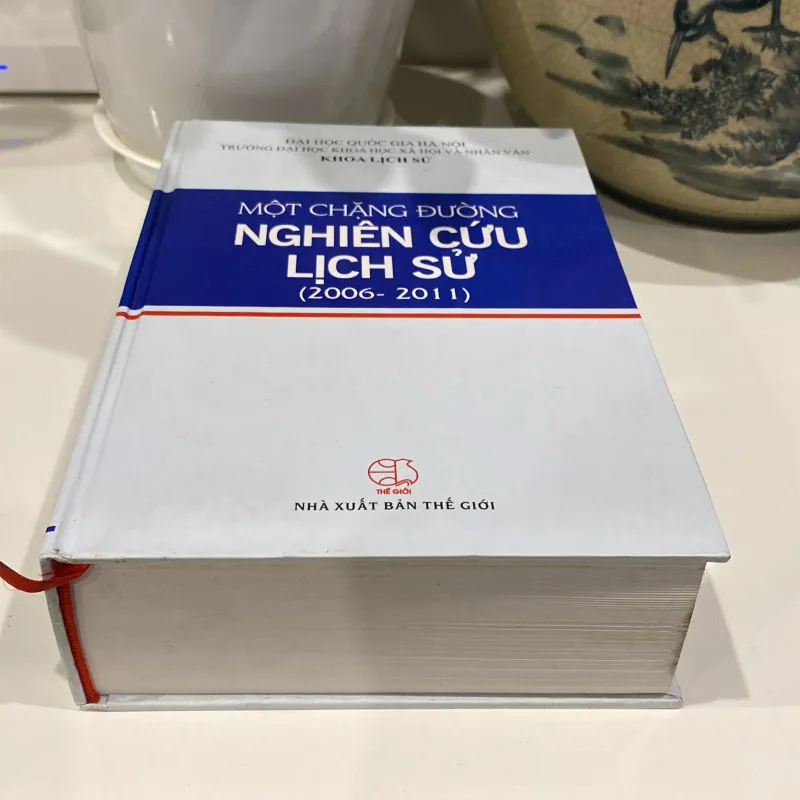 ĐẠI HỌC QUỐC GIA HÀ NỘI
TRƯỜNG ĐẠI HỌC KHOA HỌC XÃ HỘI VÀ NHÂN VĂN
KHOA LỊCH SỬ
MỘT CHẶNG ĐƯỜNG
NGHIÊN CỨU
LỊCH SỬ
(2006- 2011)
THẾ GIỚI
NHÀ XUẤT BẢN THẾ GIỚI